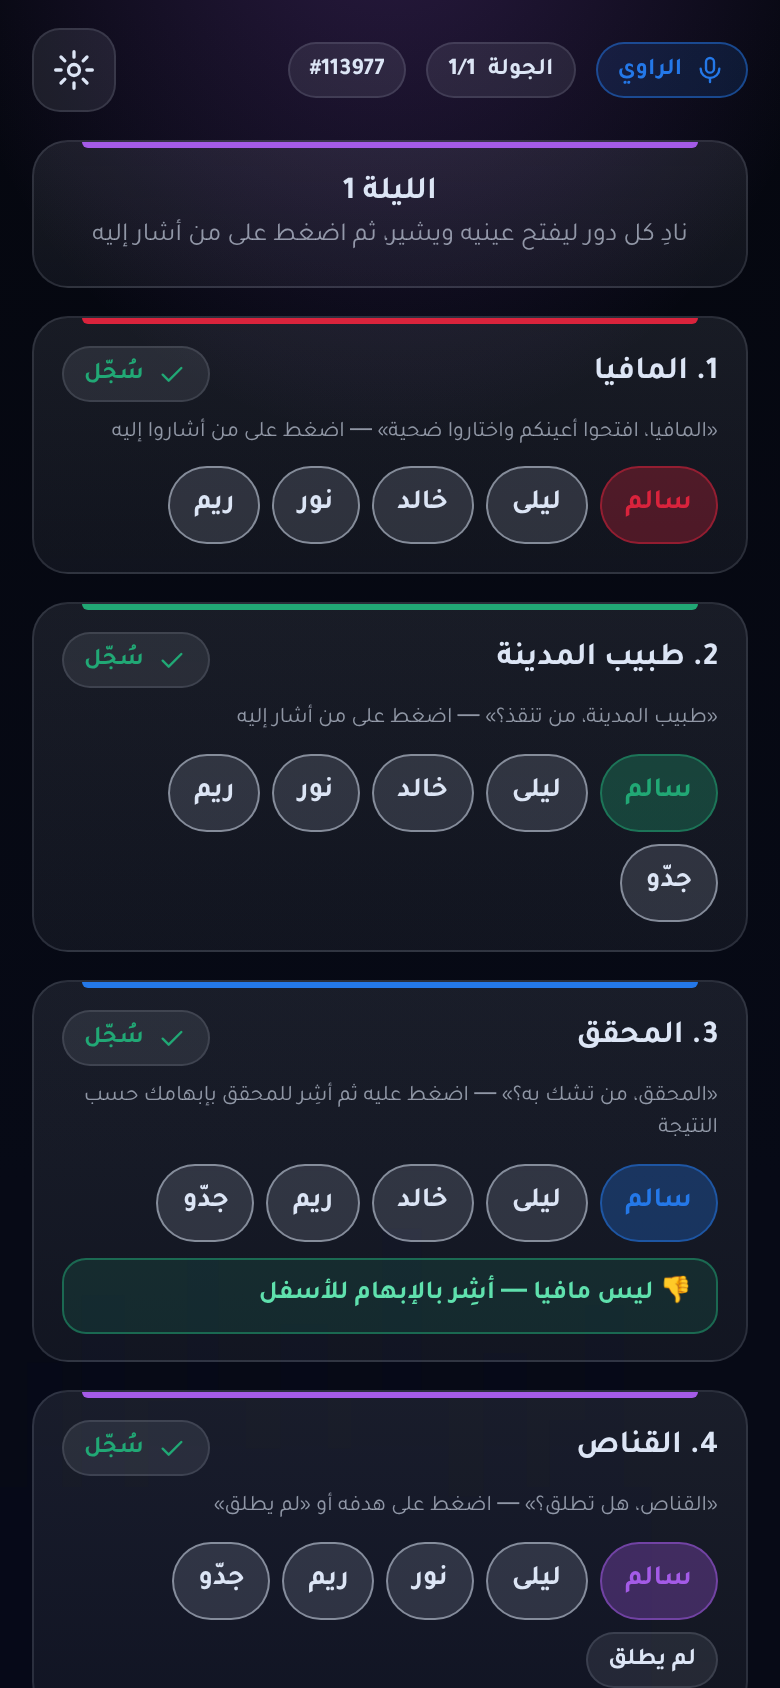 الراوي
الجولة 1/1
#113977
الليلة 1
نادِ كل دور ليفتح عينيه ويشير، ثم اضغط على من أشار إليه
1. المافيا
سُجّل
«المافيا، افتحوا أعينكم واختاروا ضحية» — اضغط على من أشاروا إليه
سالم ليلى خالد نور ريم
2. طبيب المدينة
سُجّل
«طبيب المدينة، من تنقذ؟» — اضغط على من أشار إليه
سالم ليلى خالد نور ريم
جدّو
3. المحقق
سُجّل
«المحقق، من تشك به؟» — اضغط عليه ثم أشِر للمحقق بإبهامك حسب
النتيجة
سالم ليلى خالد ريم جدّو
👎 ليس مافيا — أشِر بالإبهام للأسفل
4. القناص
سُجّل
«القناص، هل تطلق؟» — اضغط على هدفه أو «لم يطلق»
سالم ليلى نور ريم جدّو
لم يطلق